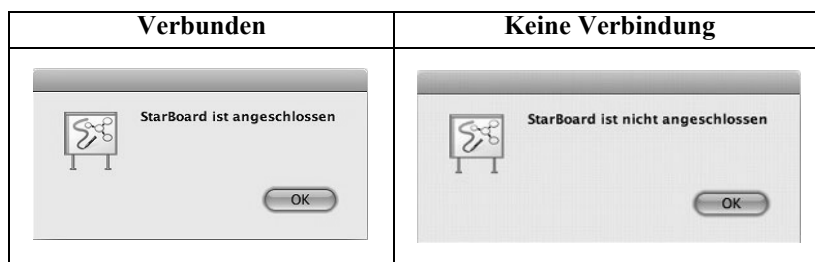 Verbunden
Keine Verbindung
StarBoard ist angeschlossen
OK
StarBoard ist nicht angeschlossen
OK